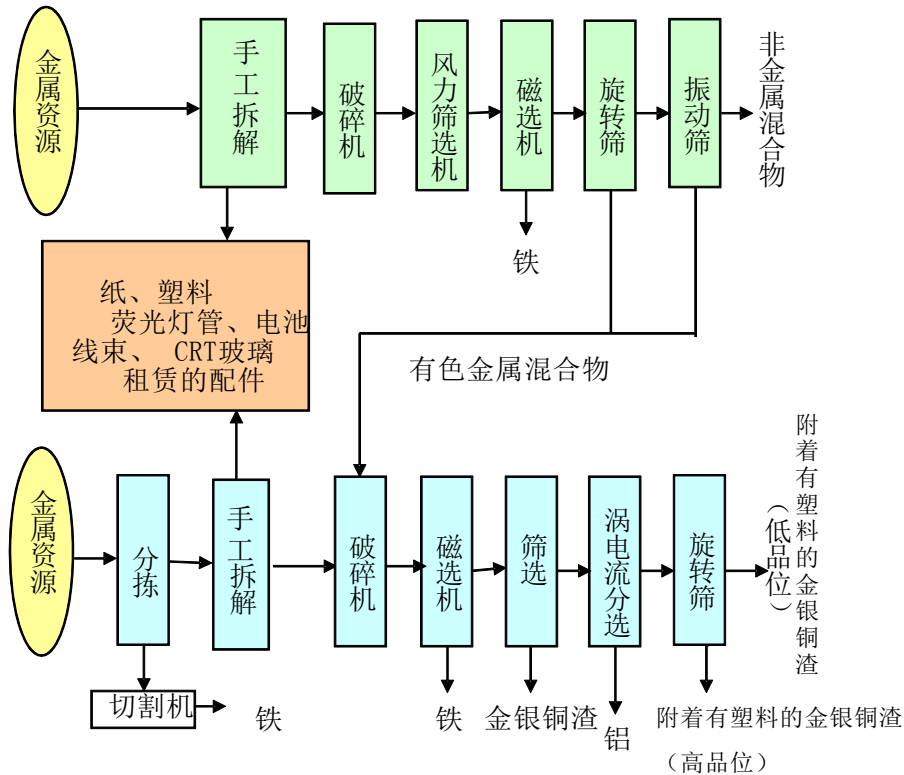 金属资源
手工拆解
破碎机
风力筛选机
磁选机
旋转筛
振动筛
非金属混合物
铁
纸、塑料
荧光灯管、电池
线束、 CRT玻璃
租赁的配件
有色金属混合物
金属资源
分拣
手工拆解
破碎机
磁选机
筛选
涡电流分选
旋转筛
附着有塑料的金银铜渣
（低品位）
切割机
铁
铁
金银铜渣
铝
附着有塑料的金银铜渣
（高品位）